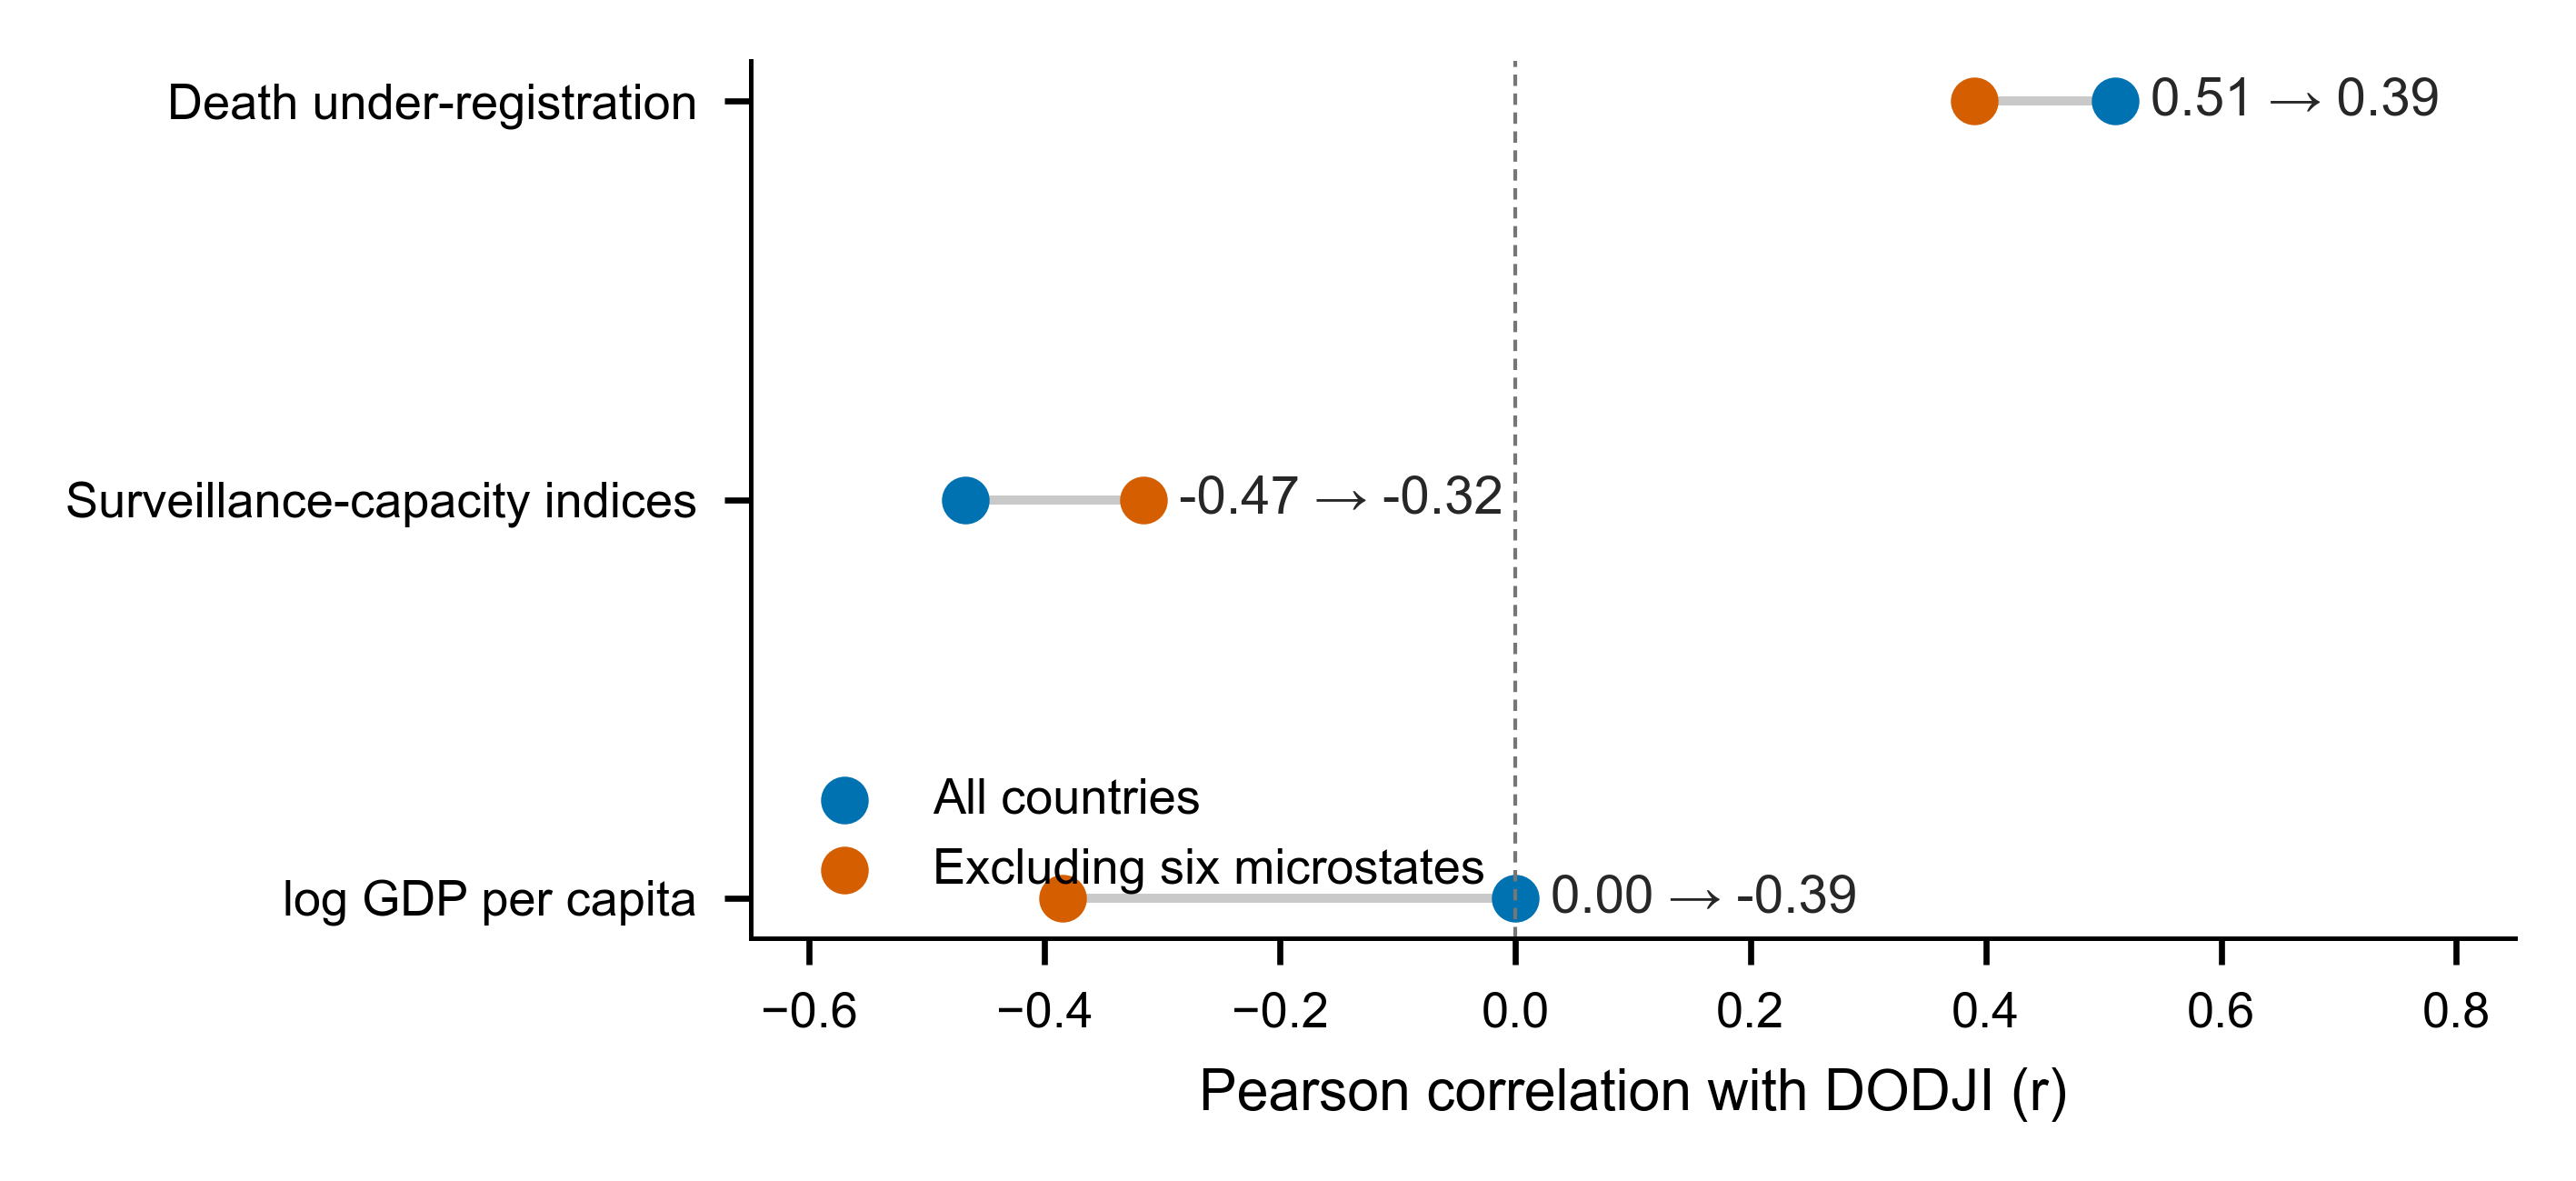 Death under-registration
0.51 → 0.39
Surveillance-capacity indices
-0.47 → -0.32
All countries
Excluding six microstates
log GDP per capita
0.00 → -0.39
−0.6 −0.4 −0.2 0.0 0.2 0.4 0.6 0.8
Pearson correlation with DODJI (r)